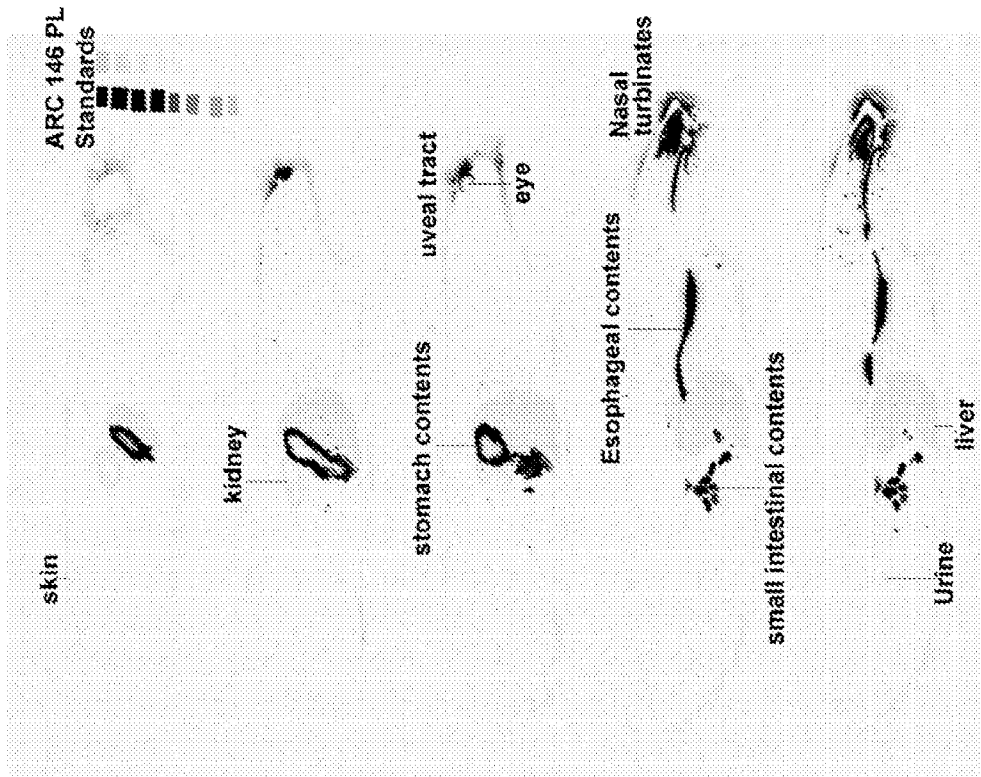 ARC 146 PL
Standards
skin
kidney
uveal tract
eye
stomach contents
Nasal
turbinates
Esophageal contents
small intestinal contents
liver
Urine